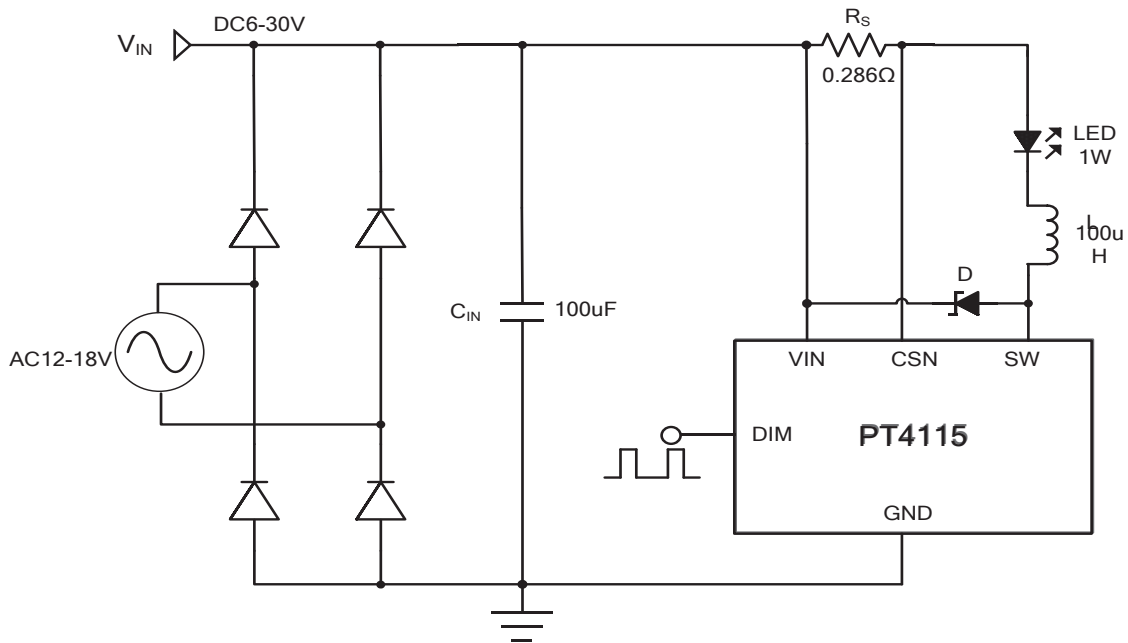 DC6-30V
VIN
RS
0.286Ω
LED
1W
L
100u
H
D
CIN
100uF
AC12-18V
VIN
CSN
SW
DIM
PT4115
GND